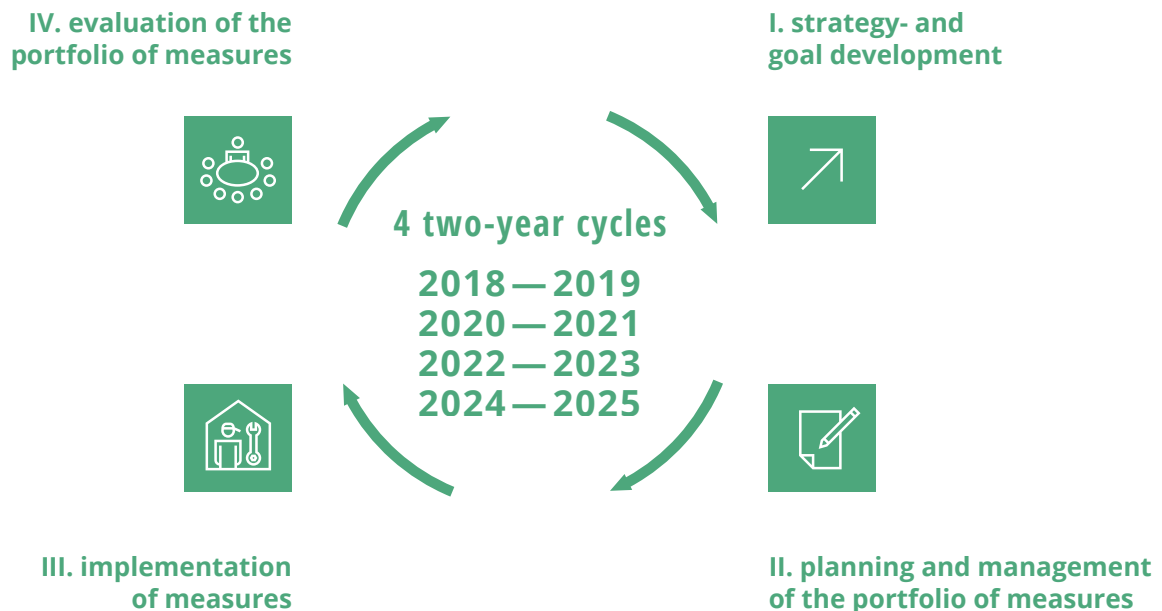 IV. evaluation of the
portfolio of measures
I. strategy- and
goal development
4 two-year cycles
2018 — 2019
2020 — 2021
2022 — 2023
2024 — 2025
III. implementation
of measures
II. planning and management
of the portfolio of measures